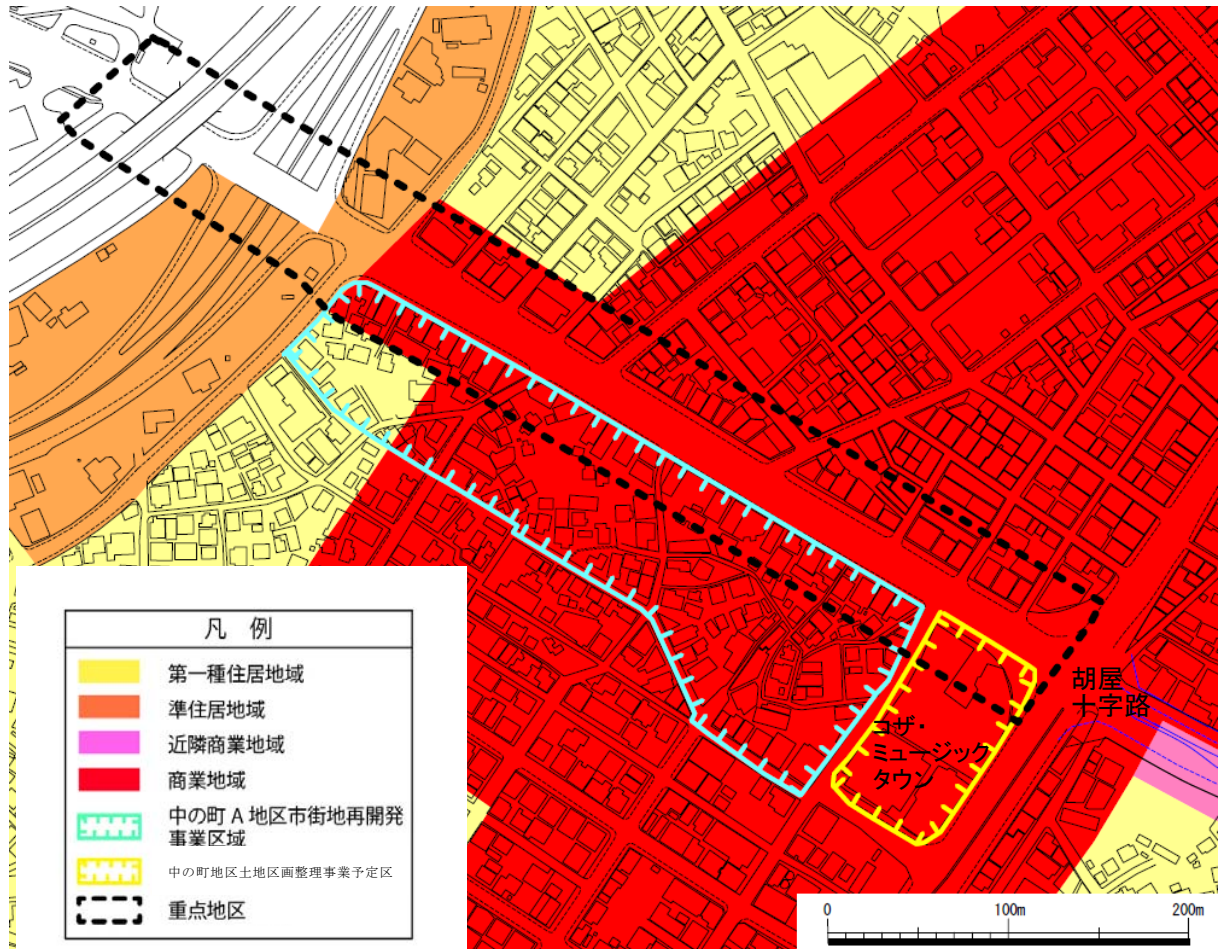 胡屋
十字路
コザ・
ミュージック
タウン
凡 例
第一種住居地域
準住居地域
近隣商業地域
商業地域
中の町A地区市街地再開発
事業区域
中の町地区土地区画整理事業予定区
重点地区
0 100m 200m